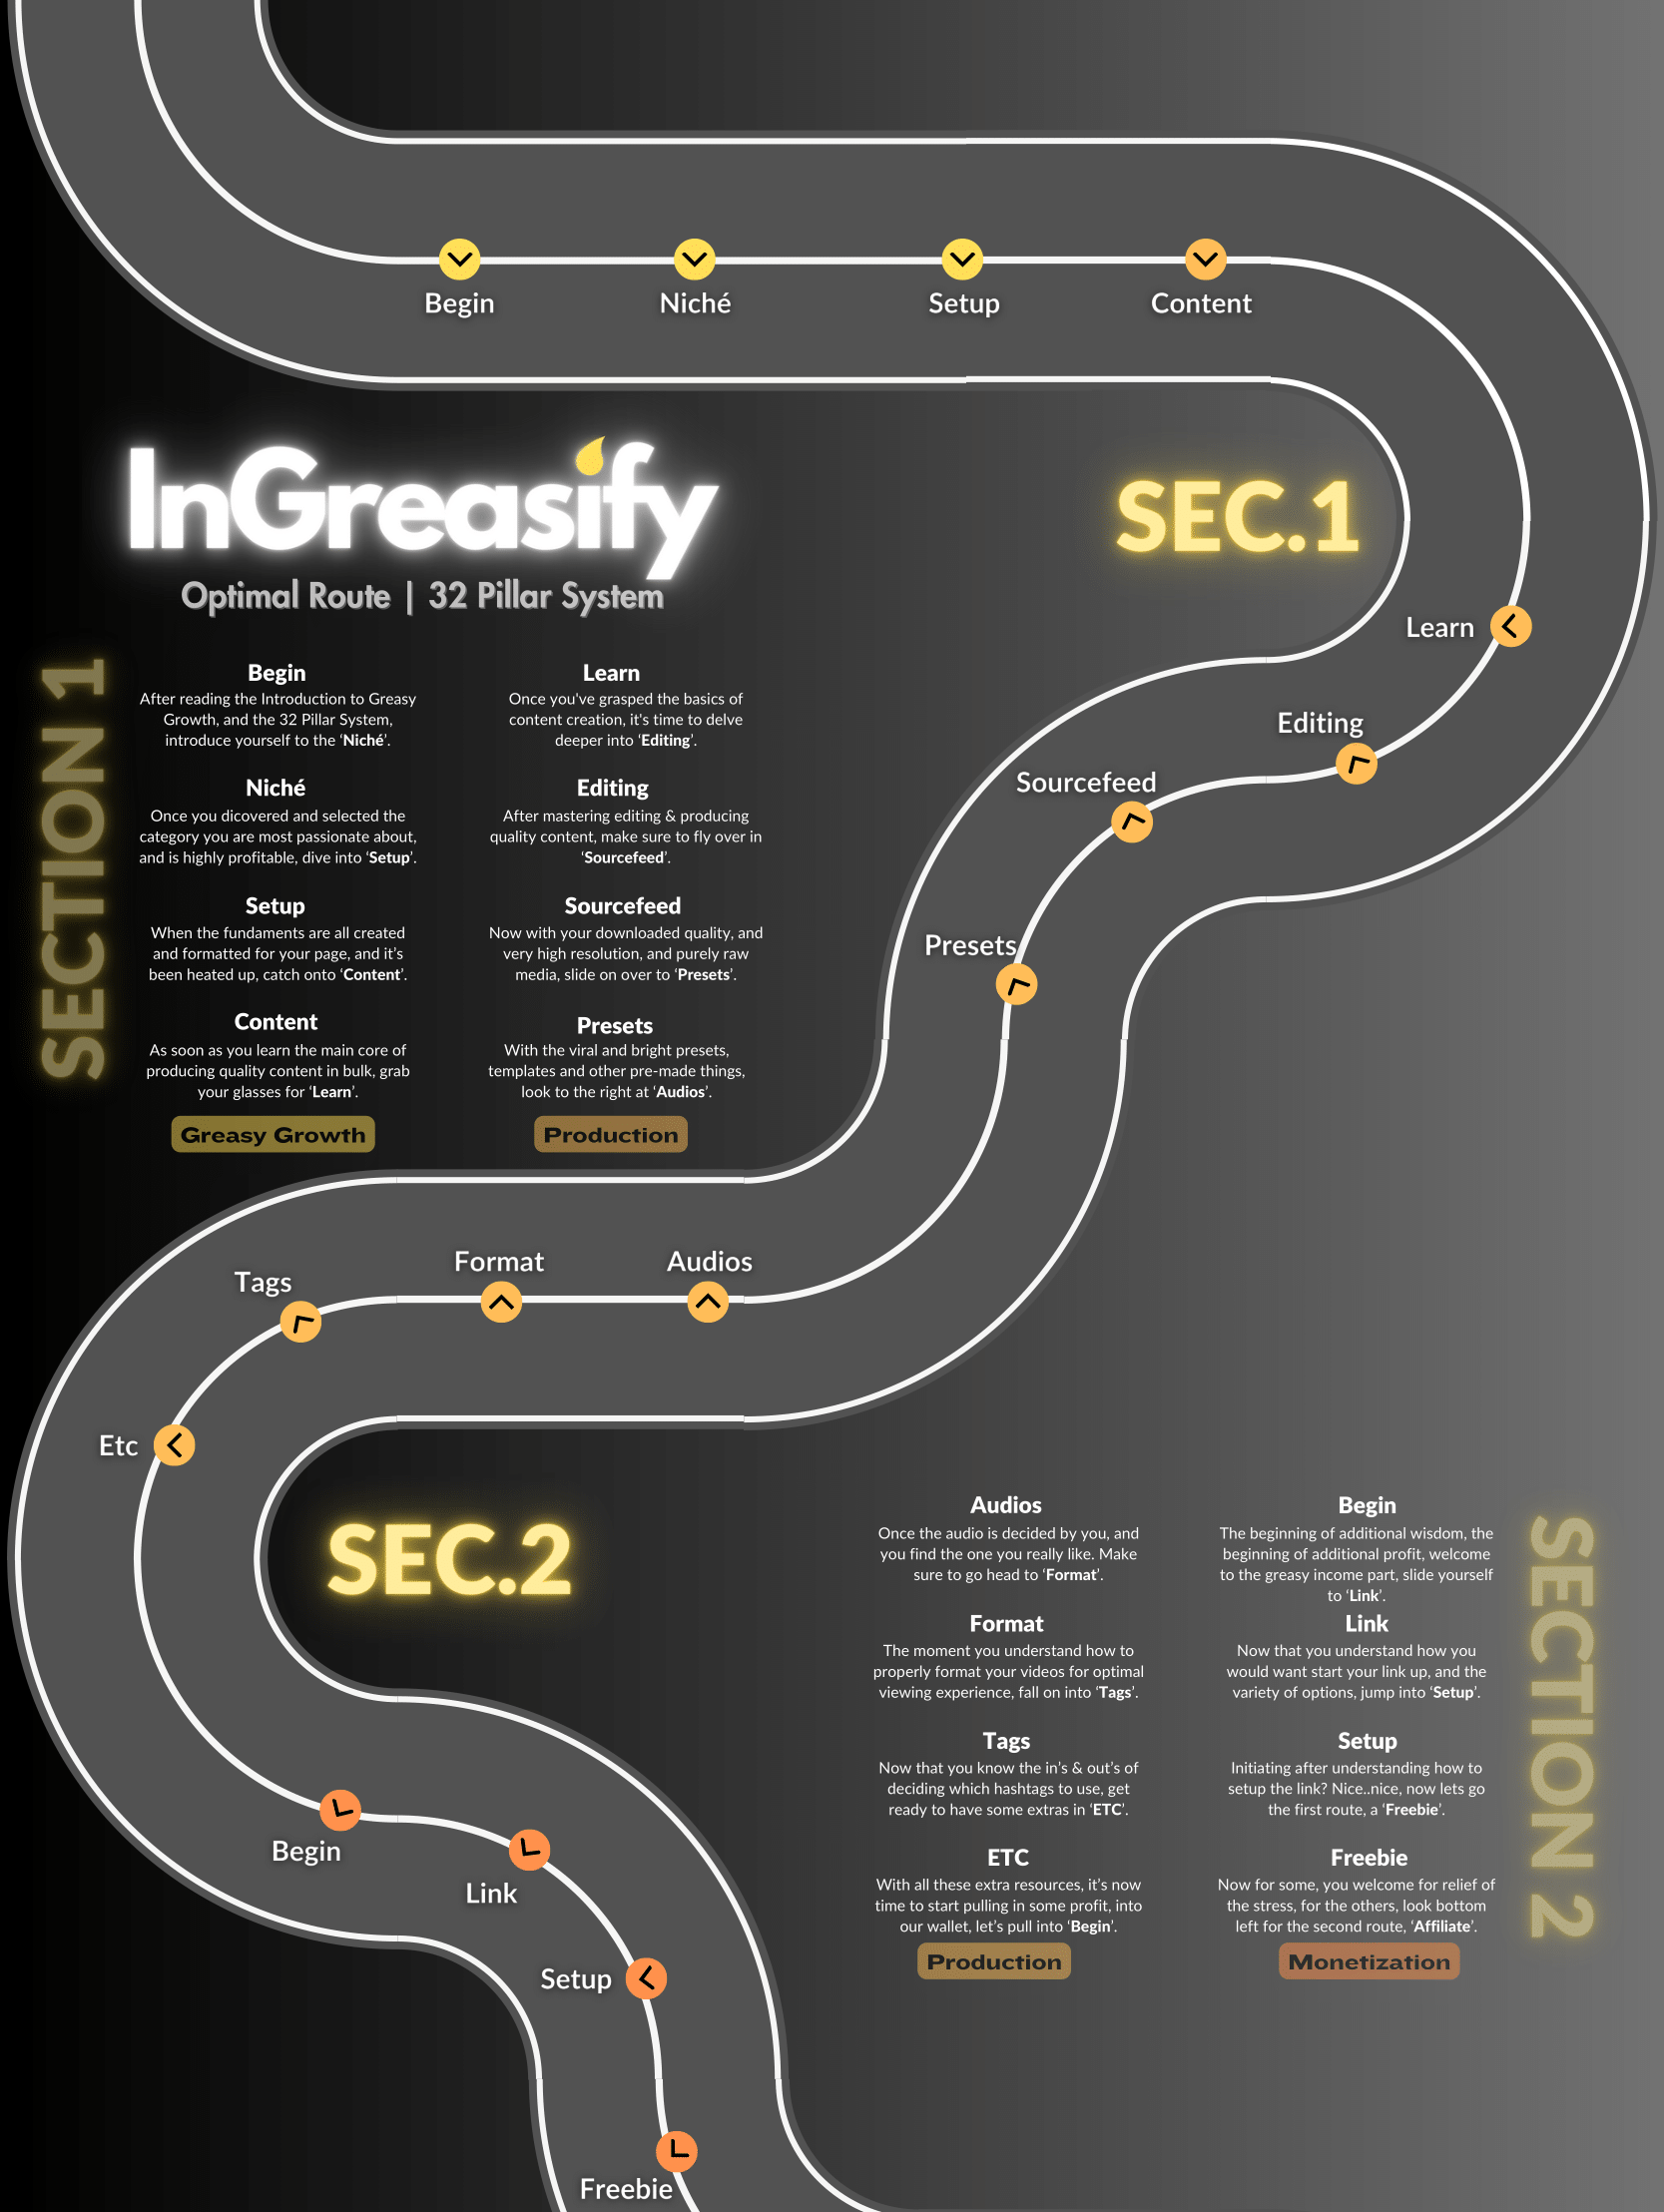 Begin
Niché
Setup
Content
InGreasify
Optimal Route | 32 Pillar System
SEC.1
Learn
Editing
Sourcefeed
Presets
SECTION 1
Begin
After reading the Introduction to Greasy
Growth, and the 32 Pillar System,
introduce yourself to the ‘Niché’.
Niché
Once you dicovered and selected the
category you are most passionate about,
and is highly profitable, dive into ‘Setup’.
Setup
When the fundaments are all created
and formatted for your page, and it's
been heated up, catch onto ‘Content’.
Content
As soon as you learn the main core of
producing quality content in bulk, grab
your glasses for ‘Learn’.
Greasy Growth
Learn
Once you've grasped the basics of
content creation, it's time to delve
deeper into ‘Editing’.
Editing
After mastering editing & producing
quality content, make sure to fly over in
‘Sourcefeed’.
Sourcefeed
Now with your downloaded quality, and
very high resolution, and purely raw
media, slide on over to ‘Presets’.
Presets
With the viral and bright presets,
templates and other pre-made things,
look to the right at ‘Audios’.
Production
Audios
Format
Tags
Etc
SEC.2
Begin
Link
Setup
Freebie
Audios
Once the audio is decided by you, and
you find the one you really like. Make
sure to go head to ‘Format’.
Format
The moment you understand how to
properly format your videos for optimal
viewing experience, fall on into ‘Tags’.
Tags
Now that you know the in’s & out’s of
deciding which hashtags to use, get
ready to have some extras in ‘ETC’.
ETC
With all these extra resources, it’s now
time to start pulling in some profit, into
our wallet, let’s pull into ‘Begin’.
Production
Begin
The beginning of additional wisdom, the
beginning of additional profit, welcome
to the greasy income part, slide yourself
to ‘Link’.
Link
Now that you understand how you
would want start your link up, and the
variety of options, jump into ‘Setup’.
Setup
Initiating after understanding how to
setup the link? Nice..nice, now lets go
the first route, a ‘Freebie’.
Freebie
Now for some, you welcome for relief of
the stress, for the others, look bottom
left for the second route, ‘Affiliate’.
Monetization
SECTION 2